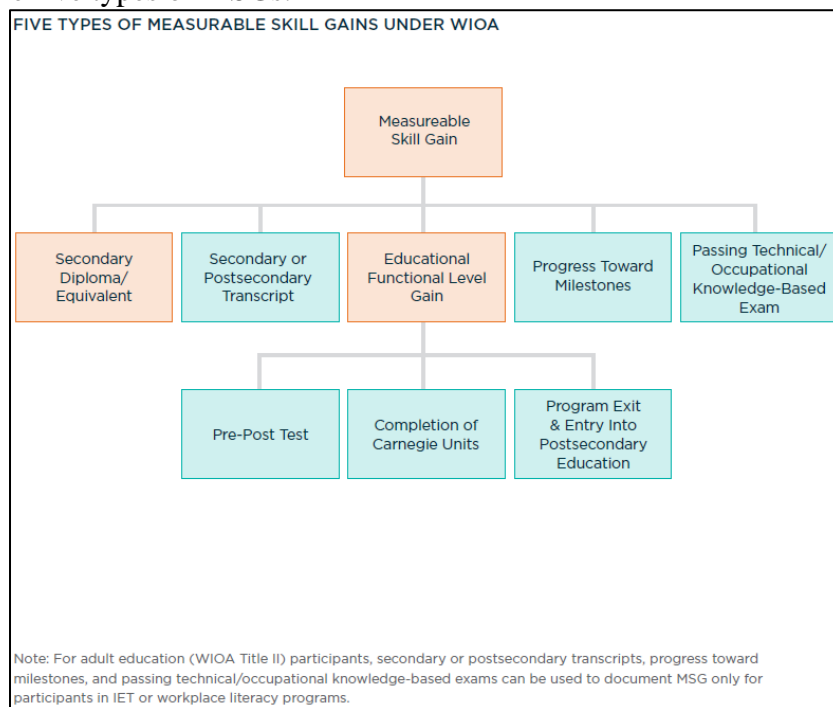 FIVE TYPES OF MEASURABLE SKILL GAINS UNDER WIOA
Measureable
Skill Gain
Secondary
Diploma/
Equivalent
Secondary or
Postsecondary
Transcript
Educational
Functional Level
Gain
Progress Toward
Milestones
Passing Technical/
Occupational
Knowledge-Based
Exam
Pre-Post Test
Completion of
Carnegie Units
Program Exit
& Entry Into
Postsecondary
Education
Note: For adult education (WIOA Title II) participants, secondary or postsecondary transcripts, progress toward
milestones, and passing technical/occupational knowledge-based exams can be used to document MSG only for
participants in IET or workplace literacy programs.